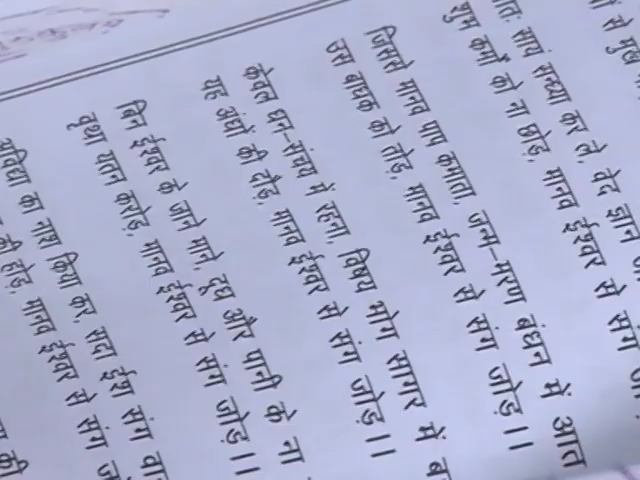 से मुख
सायं सन्ध्या कर ले, वेद ज्ञान
शुभ कर्मों को ना छोड़, मानव ईश्वर से संग
जिससे मानव पाप कमाता, जन्म-मरण बंधन में आत
उस बाधक को तोड़, मानव ईश्वर से संग जोड़।।
केवल धन-संचय में रहना, विषय भोग सागर में ब
यह अंधों की दौड़, मानव ईश्वर से संग जोड़।।
बिन ईश्वर के जाने माने, दूध और पानी के ना
वृथा यतन करोड़, मानव ईश्वर से संग जोड़।।
अविद्या का नाश किया कर, सदा ईश संग वा
की होड़, मानव ईश्वर से संग ज
की